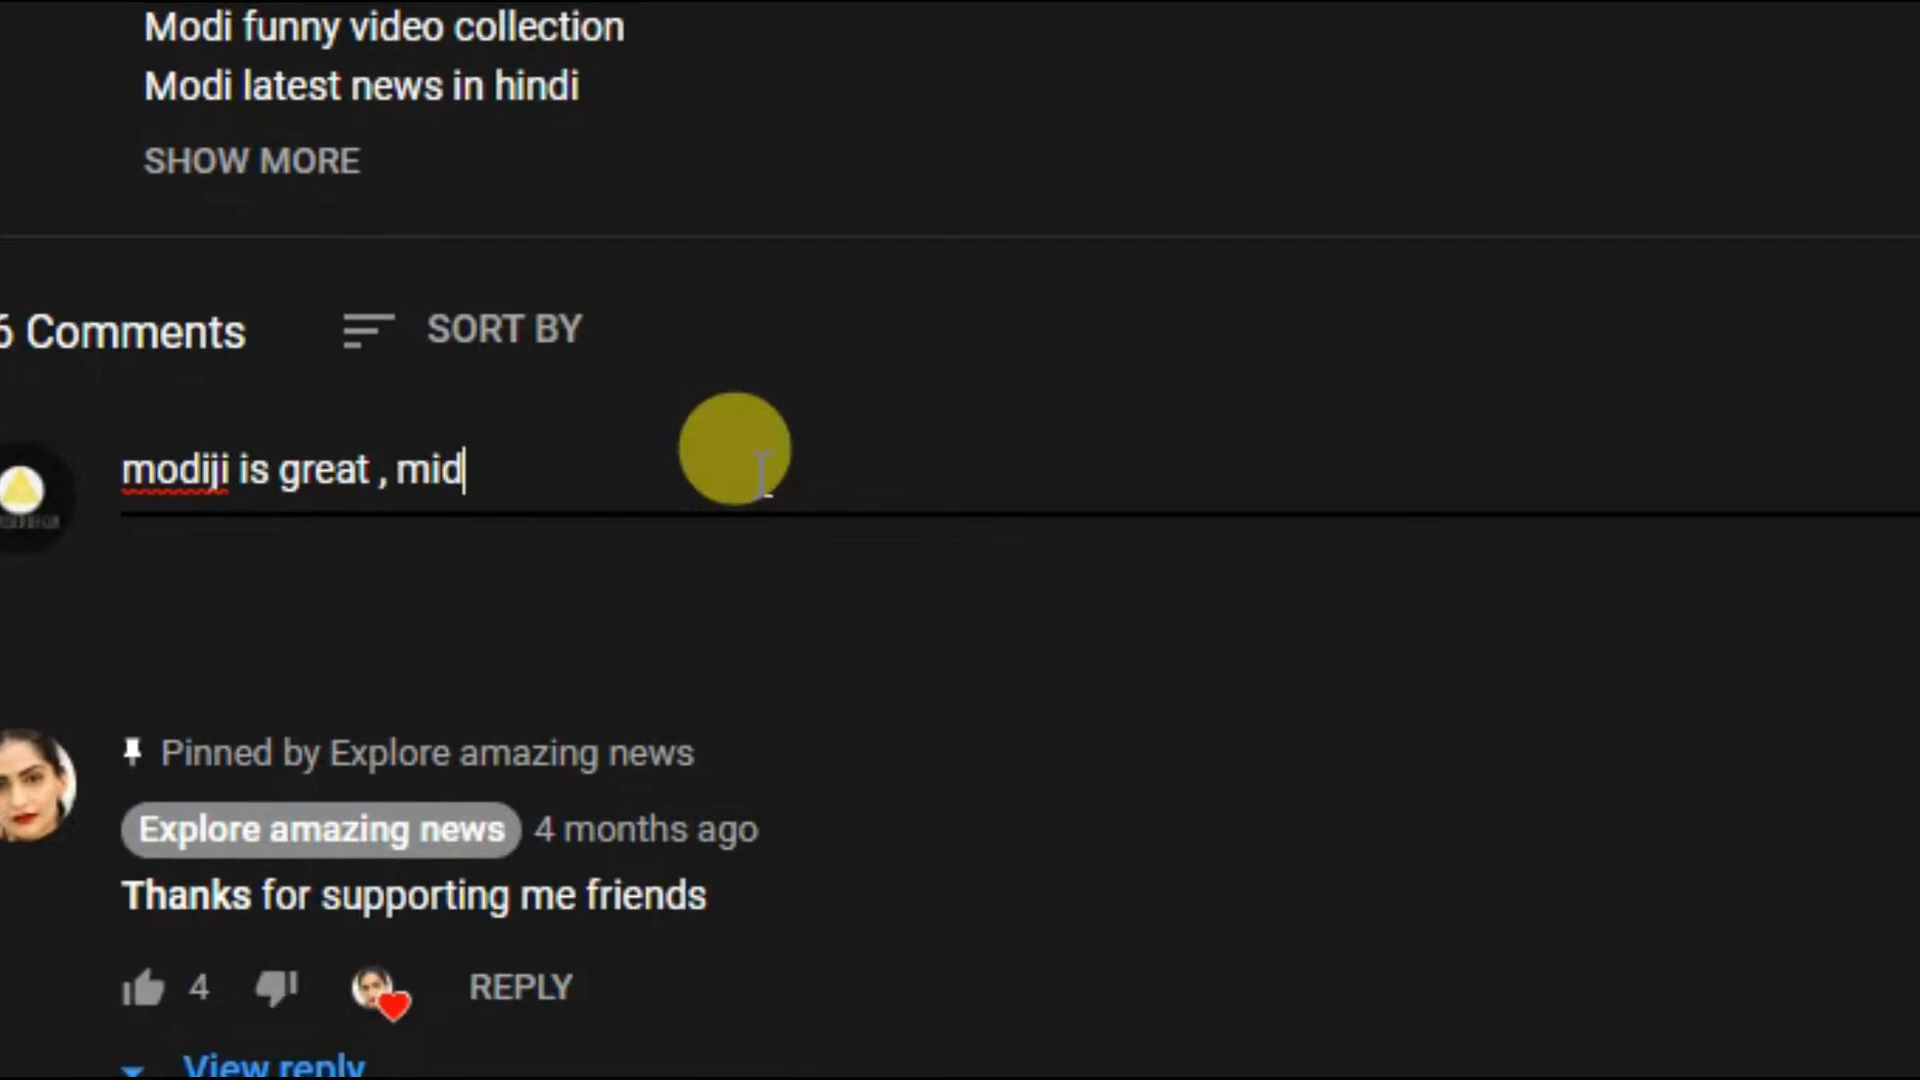 Modi funny video collection
Modi latest news in hindi
SHOW MORE
6 Comments
SORT BY
modiji is great , mid
Pinned by Explore amazing news
Explore amazing news 4 months ago
Thanks for supporting me friends
4
REPLY
View reply